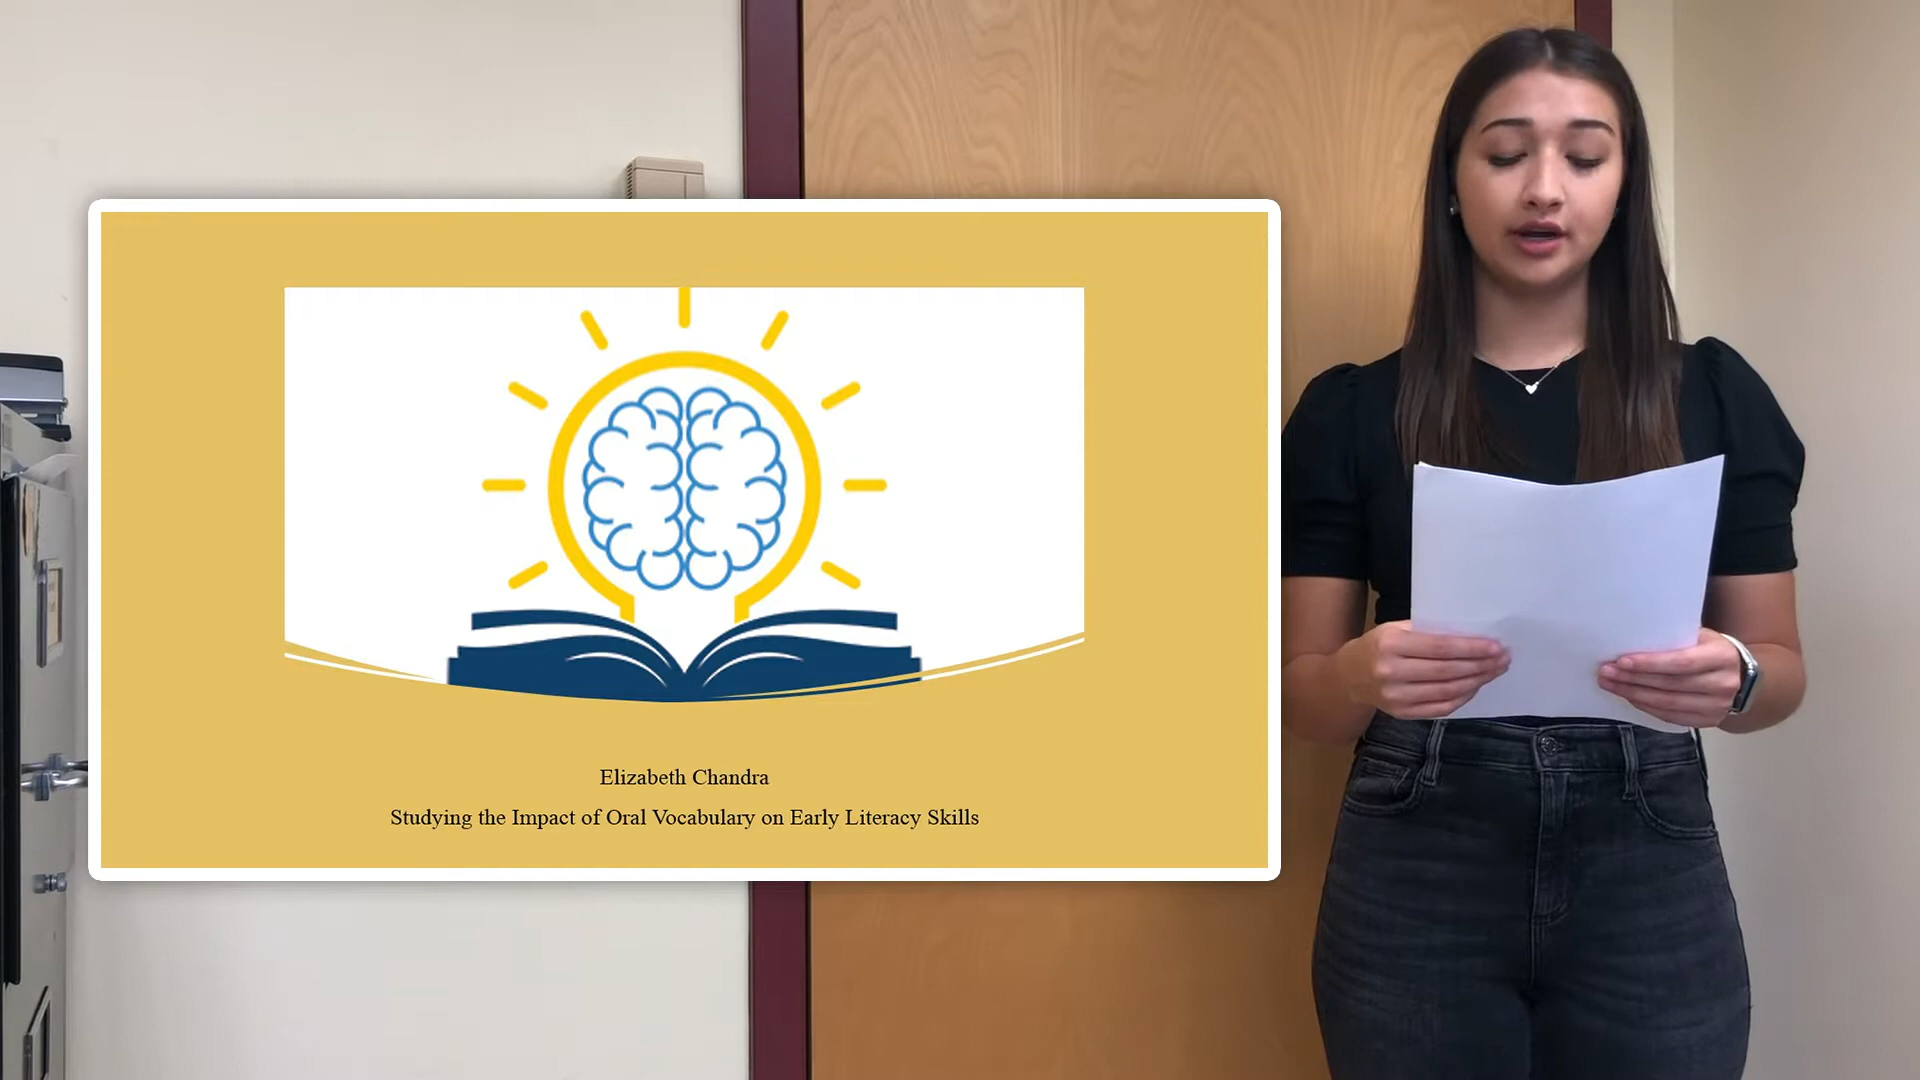 Elizabeth Chandra
Studying the Impact of Oral Vocabulary on Early Literacy Skills